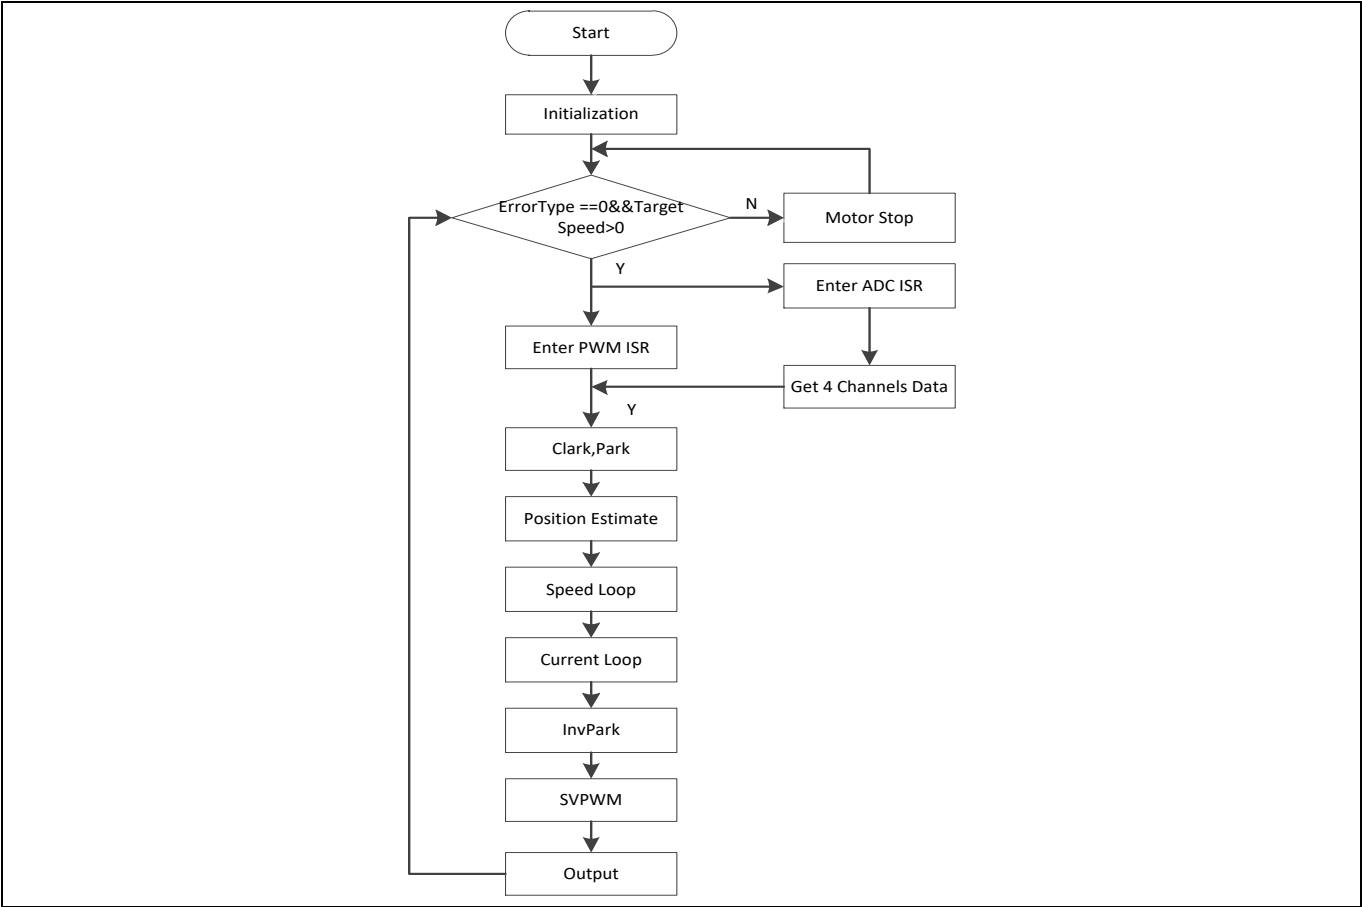 Start
Initialization
ErrorType ==0&&Target
Speed>0
N
Motor Stop
Y
Enter ADC ISR
Enter PWM ISR
Get 4 Channels Data
Y
Clark,Park
Position Estimate
Speed Loop
Current Loop
InvPark
SVPWM
Output